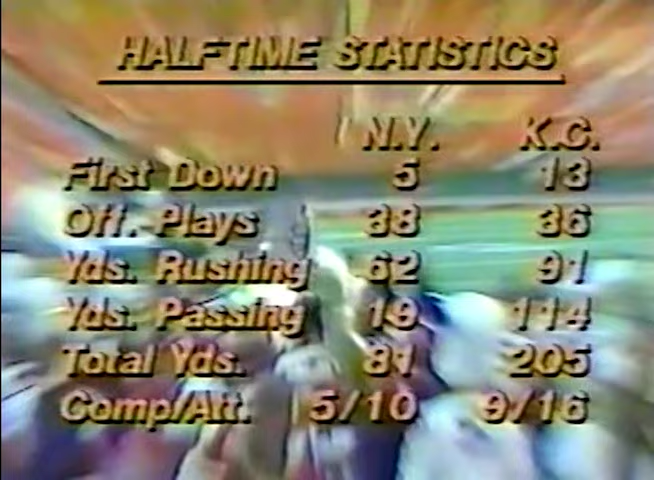 HALFTIME STATISTICS
N.Y. K.C.
First Down 5 13
Off. Plays 38 36
Yds. Rushing 62 91
Yds. Passing 19 114
Total Yds. 81 205
Comp/Att. 5/10 9/16